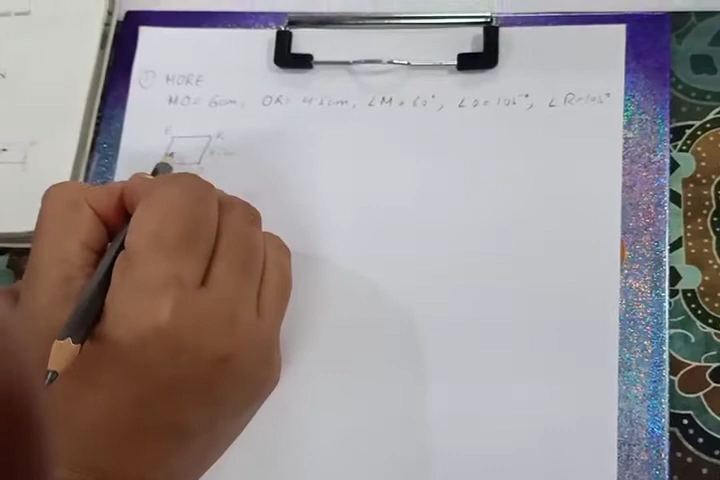 ① MORE
MO = 6cm, OR = 4.5cm, ∠M = 60°, ∠O = 105°, ∠R = 105°
E R